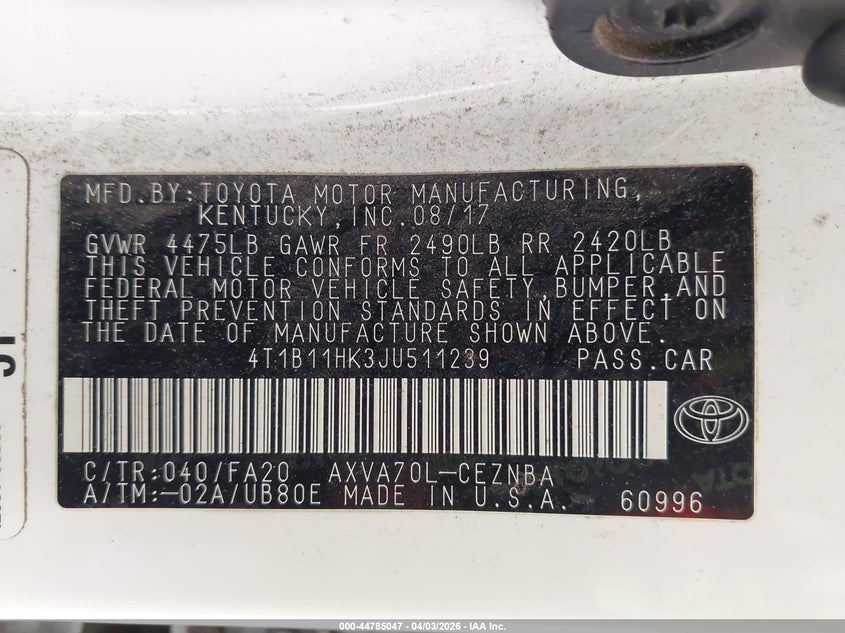 MFD.BY:TOYOTA MOTOR MANUFACTURING,
KENTUCKY,INC.08/17
GVWR 4475LB GAWR FR 2490LB RR 2420LB
THIS VEHICLE CONFORMS TO ALL APPLICABLE
FEDERAL MOTOR VEHICLE SAFETY,BUMPER,AND
THEFT PREVENTION STANDARDS IN EFFECT ON
THE DATE OF MANUFACTURE SHOWN ABOVE.
4T1B11HK3JU511239 PASS.CAR
C/TR:040/FA20 AXVA70L-CEZNBA
A/TM:-02A/UB80E MADE IN U.S.A. 60996
000-44785047 | 04/03/2026 - IAA Inc.